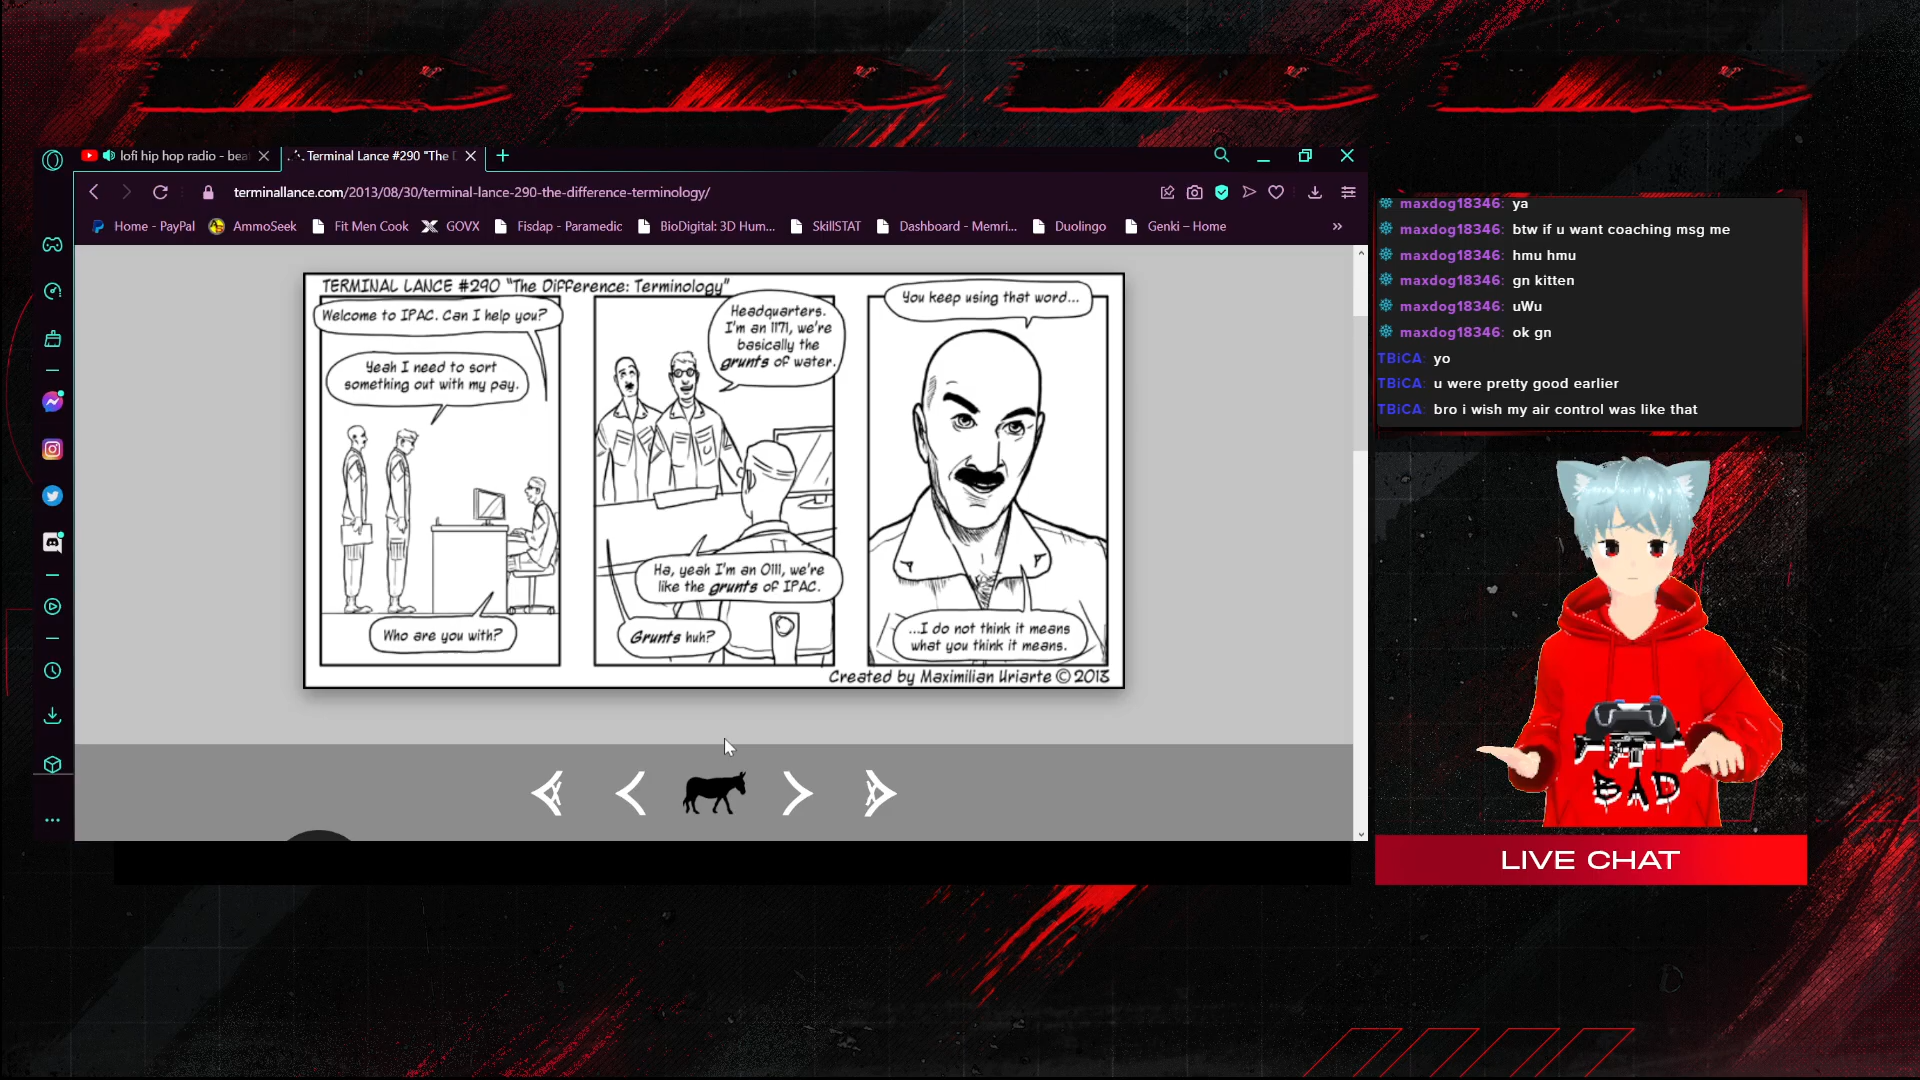 lofi hip hop radio - bea
Terminal Lance #290 "The D
terminallance.com/2013/08/30/terminal-lance-290-the-difference-terminology/
Home - PayPal
AmmoSeek
Fit Men Cook
GOVX
Fisdap - Paramedic
BioDigital: 3D Hum...
SkillSTAT
Dashboard - Memri...
Duolingo
Genki – Home
»
TERMINAL LANCE #290 "The Difference: Terminology"
Welcome to IPAC. Can I help you?
Yeah I need to sort
something out with my pay.
Who are you with?
Headquarters.
I'm an 1171, we're
basically the
grunts of water.
Ha, yeah I'm an 0111, we're
like the grunts of IPAC.
Grunts huh?
You keep using that word...
...I do not think it means
what you think it means.
Created by Maximilian Uriarte © 2013
maxdog18346: ya
maxdog18346: btw if u want coaching msg me
maxdog18346: hmu hmu
maxdog18346: gn kitten
maxdog18346: uWu
maxdog18346: ok gn
TBiCA: yo
TBiCA: u were pretty good earlier
TBiCA: bro i wish my air control was like that
BAD
LIVE CHAT